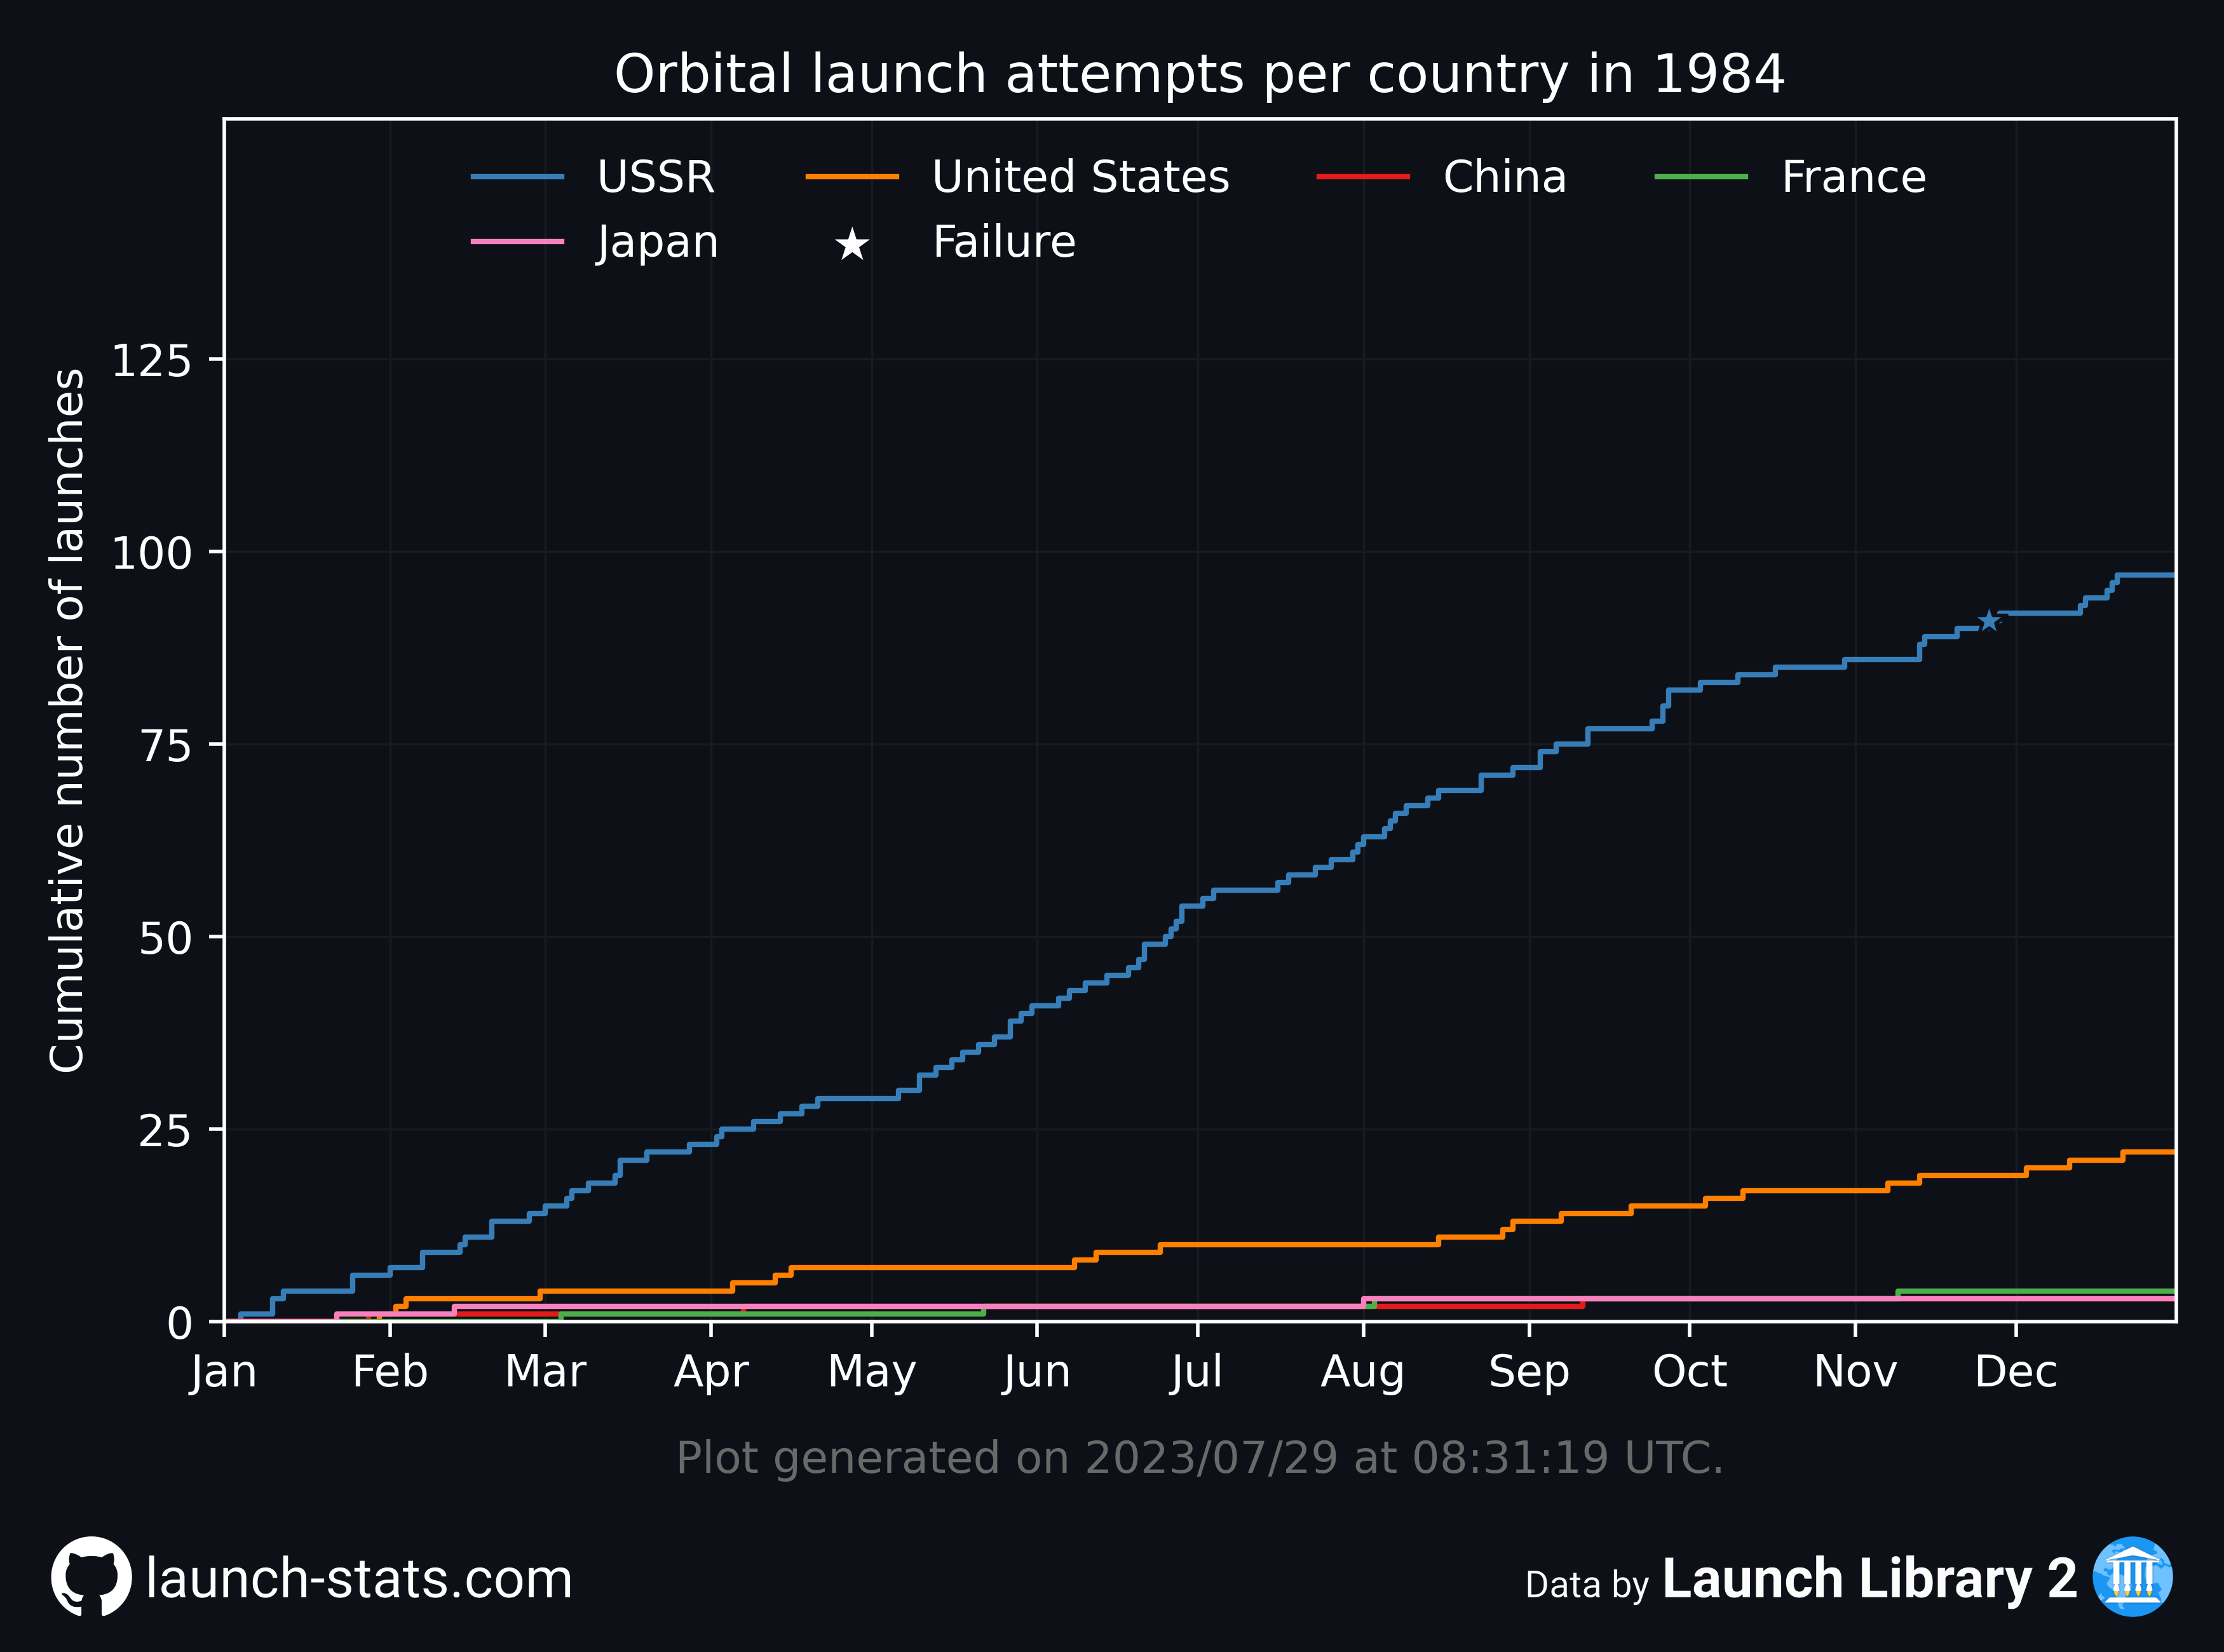 Orbital launch attempts per country in 1984
USSR United States China France
Japan Failure
Cumulative number of launches
125
100
75
50
25
0
Jan Feb Mar Apr May Jun Jul Aug Sep Oct Nov Dec
Plot generated on 2023/07/29 at 08:31:19 UTC.
launch-stats.com
Data by Launch Library 2